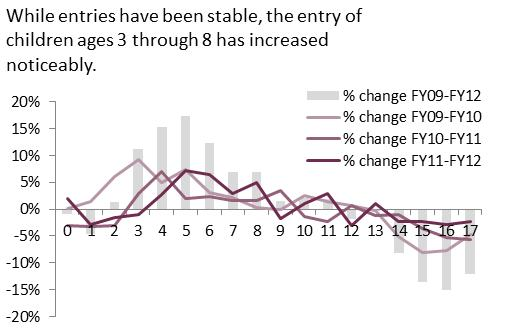 While entries have been stable, the entry of
children ages 3 through 8 has increased
noticeably.
% change FY09-FY12
% change FY09-FY10
% change FY10-FY11
% change FY11-FY12
20%
15%
10%
5%
0%
-5%
-10%
-15%
-20%
0 1 2 3 4 5 6 7 8 9 10 11 12 13 14 15 16 17